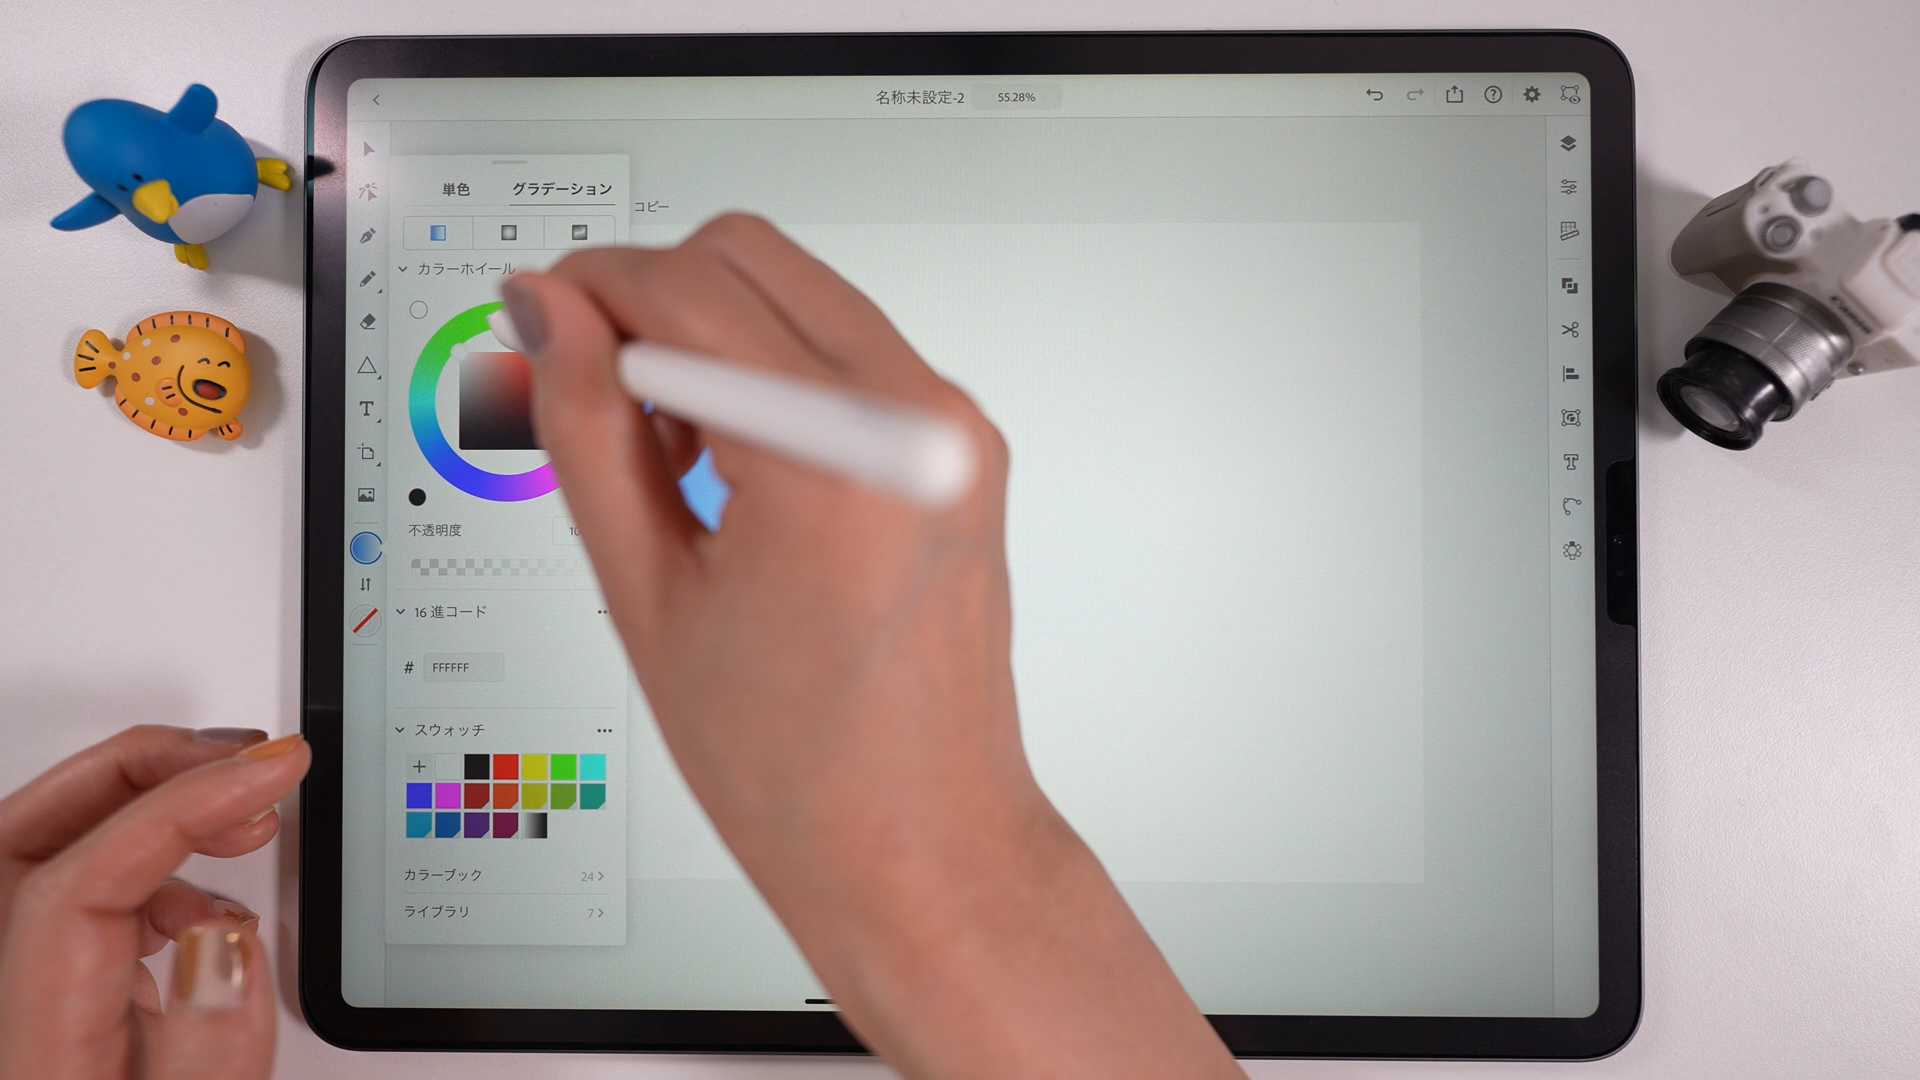 名称未設定-2 55.28%
単色 グラデーション
コピー
カラーホイール
不透明度 10
16 進コード
# FFFFFF
スウォッチ
カラーブック 24
ライブラリ 7
Canon